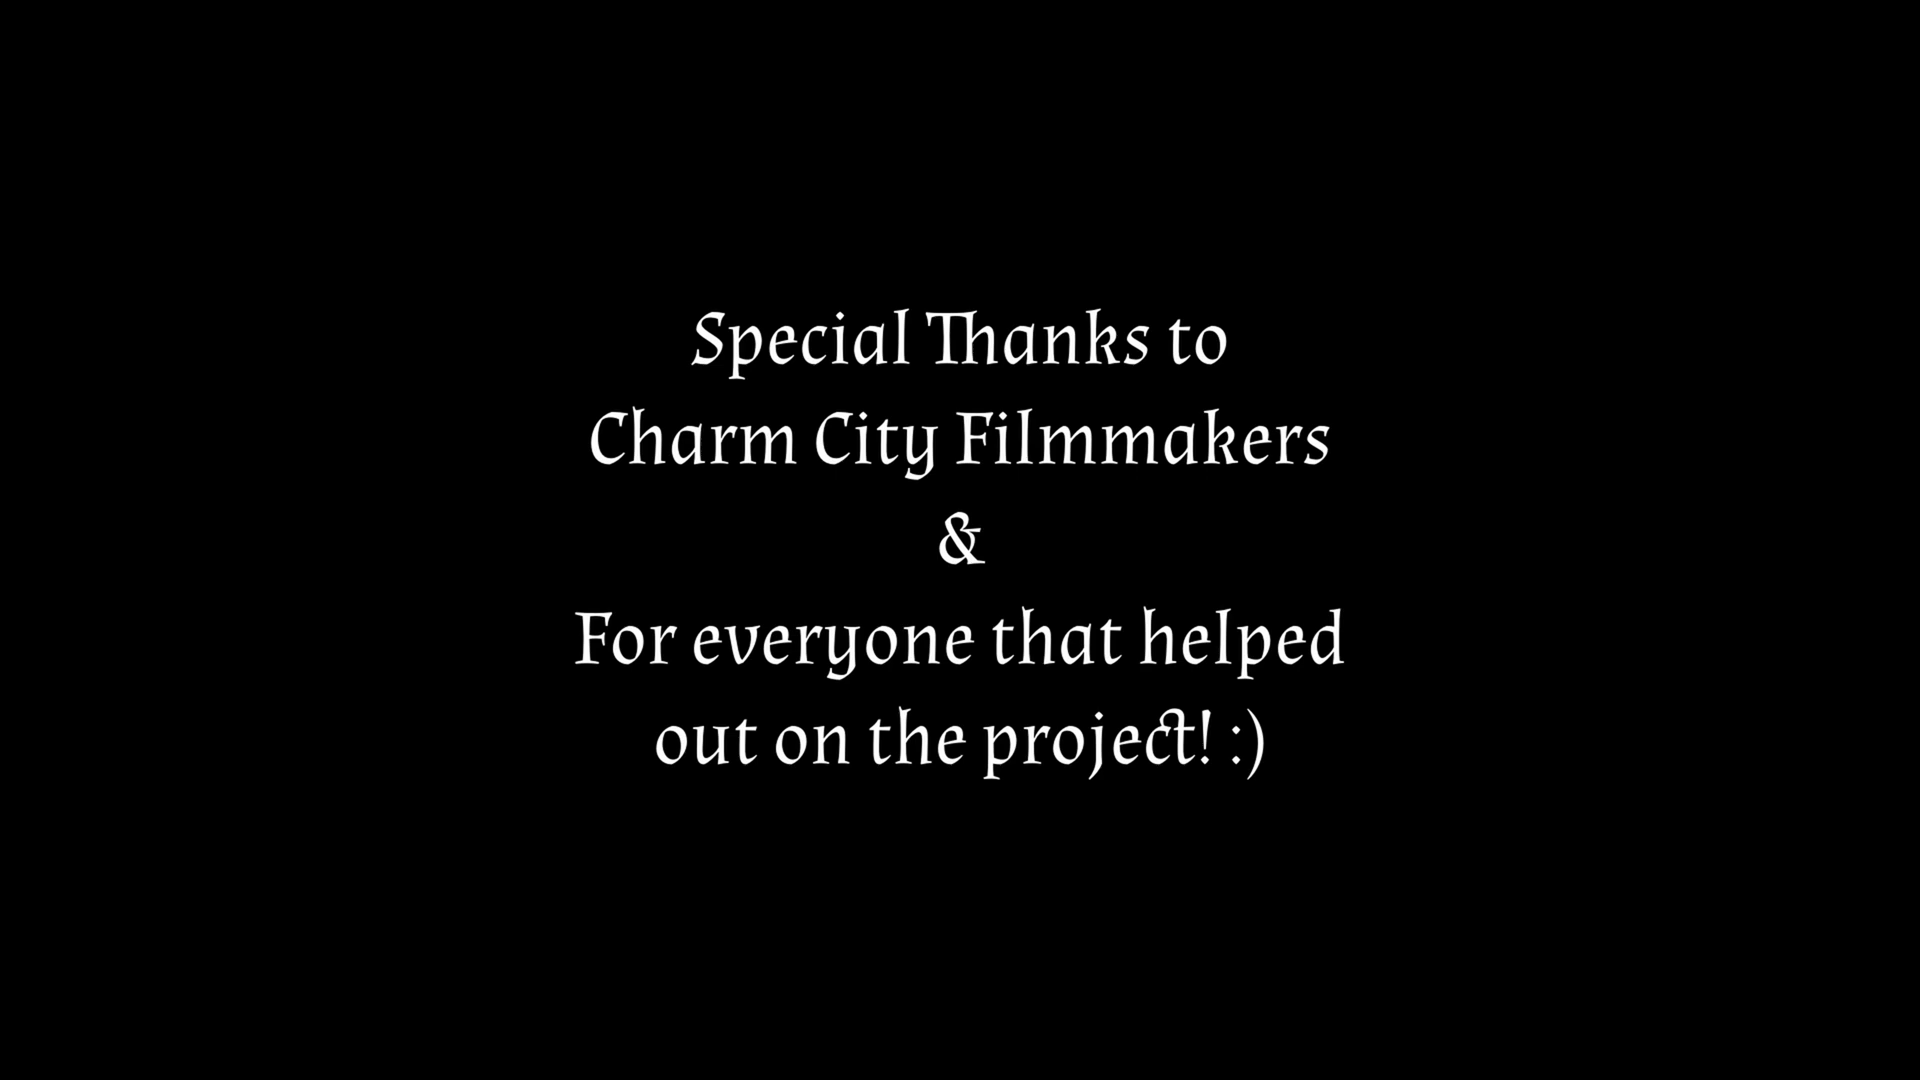 Special Thanks to
Charm City Filmmakers
&
For everyone that helped
out on the project! :)